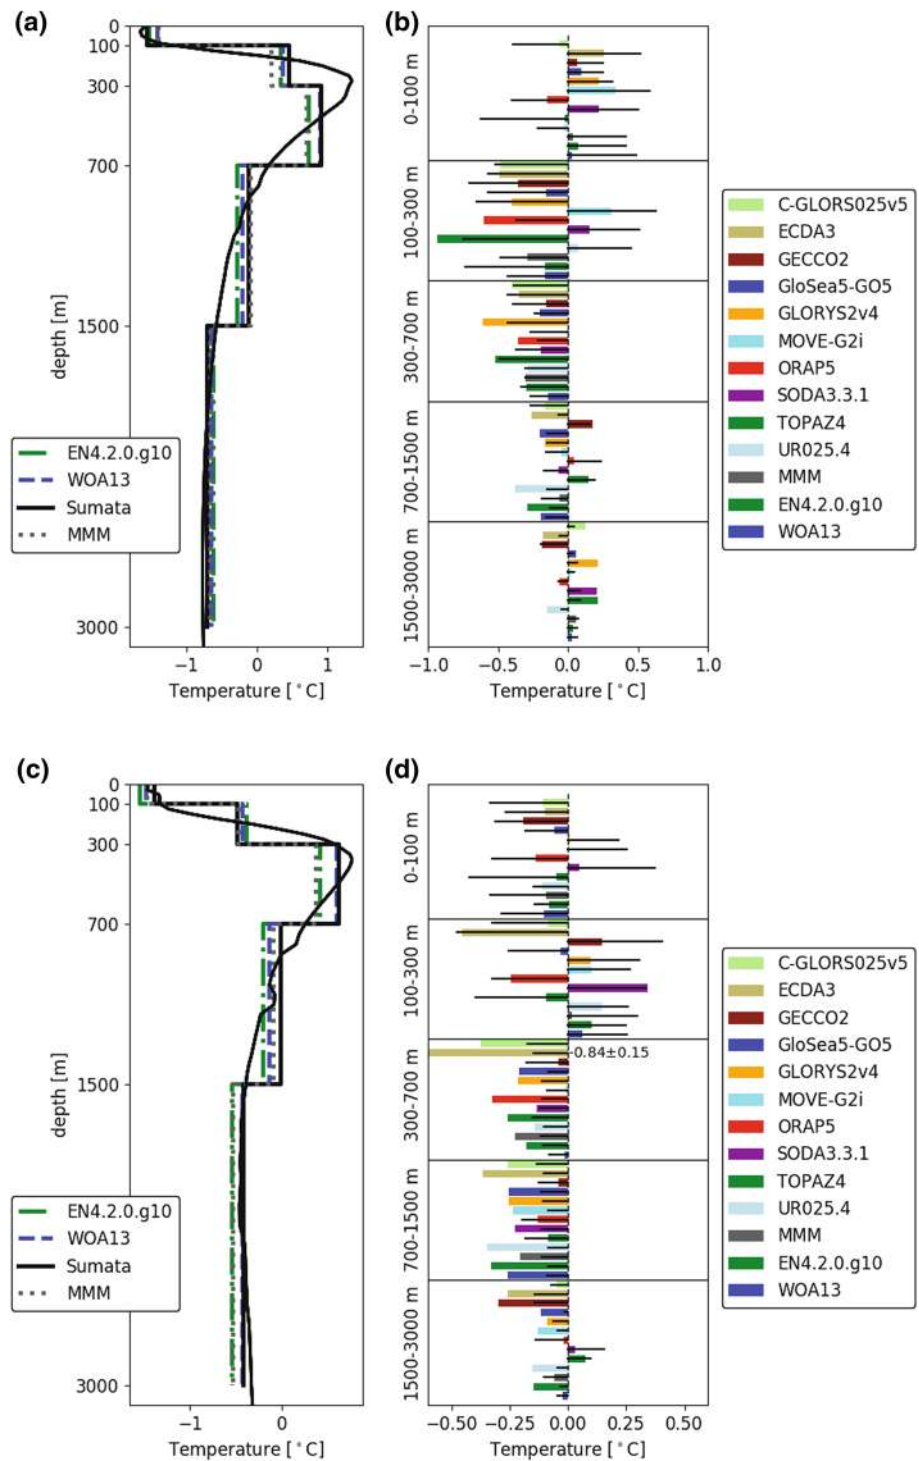 (a)
0
100
300
700
1500
3000
depth [m]
EN4.2.0.g10
WOA13
Sumata
MMM
−1
0
1
Temperature [°C]
(b)
0-100 m
100-300 m
300-700 m
700-1500 m
1500-3000 m
−1.0
−0.5
0.0
0.5
1.0
Temperature [°C]
C-GLORS025v5
ECDA3
GECCO2
GloSea5-GO5
GLORYS2v4
MOVE-G2i
ORAP5
SODA3.3.1
TOPAZ4
UR025.4
MMM
EN4.2.0.g10
WOA13
(c)
0
100
300
700
1500
3000
depth [m]
EN4.2.0.g10
WOA13
Sumata
MMM
−1
0
Temperature [°C]
(d)
0-100 m
100-300 m
300-700 m
700-1500 m
1500-3000 m
-0.84±0.15
−0.50
−0.25
0.00
0.25
0.50
Temperature [°C]
C-GLORS025v5
ECDA3
GECCO2
GloSea5-GO5
GLORYS2v4
MOVE-G2i
ORAP5
SODA3.3.1
TOPAZ4
UR025.4
MMM
EN4.2.0.g10
WOA13